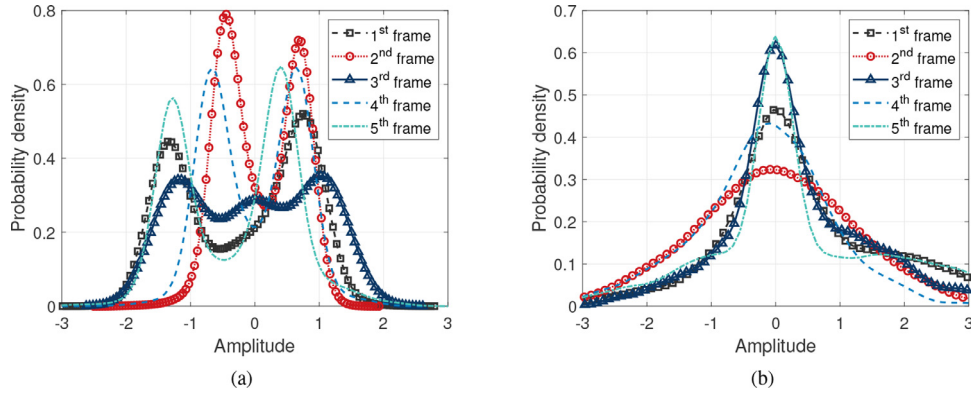 0.8
0.6
0.4
0.2
0
-3 -2 -1 0 1 2 3
Probability density
Amplitude
1st frame
2nd frame
3rd frame
4th frame
5th frame
(a)
0.7
0.6
0.5
0.4
0.3
0.2
0.1
0
-3 -2 -1 0 1 2 3
Probability density
Amplitude
1st frame
2nd frame
3rd frame
4th frame
5th frame
(b)